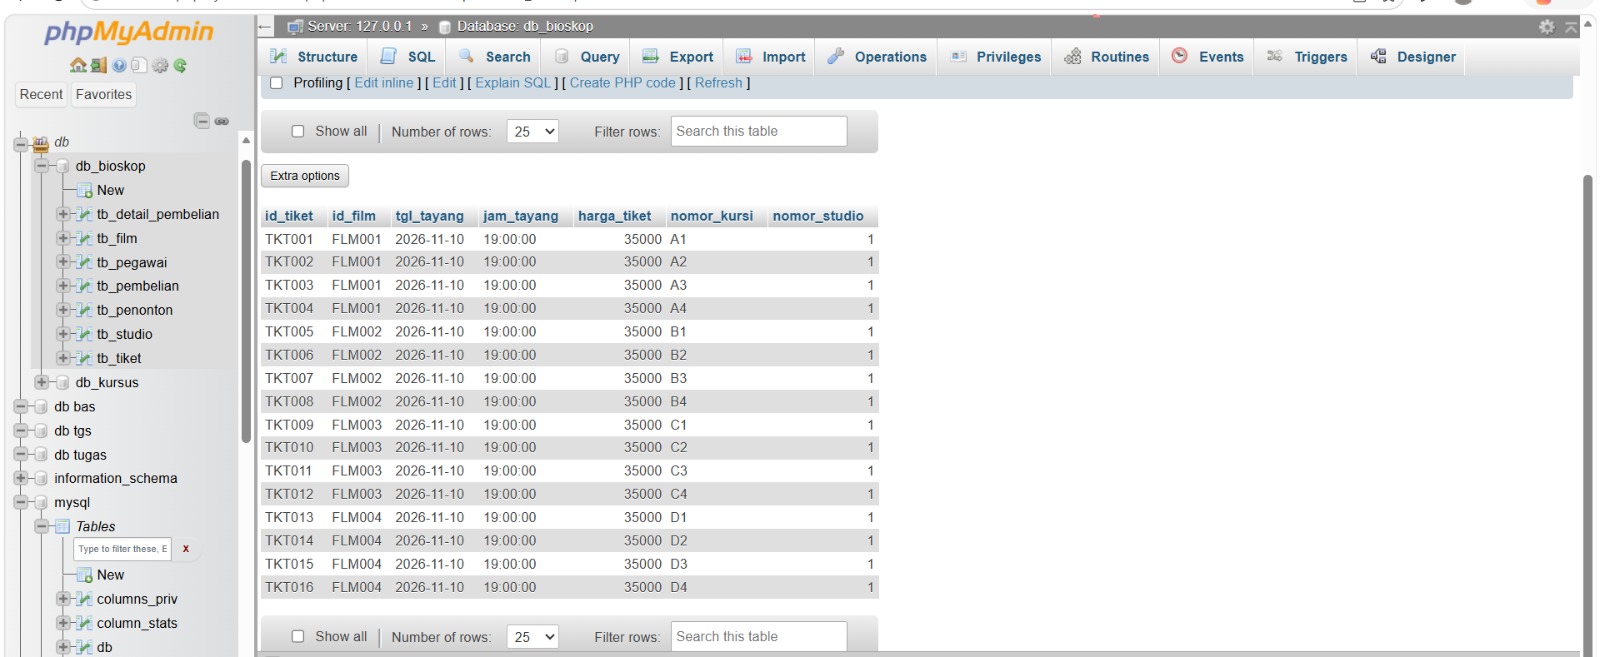 phpMyAdmin
Recent Favorites
db
db_bioskop
New
tb_detail_pembelian
tb_film
tb_pegawai
tb_pembelian
tb_penonton
tb_studio
tb_tiket
db_kursus
db bas
db tgs
db tugas
information_schema
mysql
Tables
Type to filter these, E x
New
columns_priv
column_stats
db
Server: 127.0.0.1 » Database: db_bioskop
Structure SQL Search Query Export Import Operations Privileges Routines Events Triggers Designer
Profiling [ Edit inline ] [ Edit ] [ Explain SQL ] [ Create PHP code ] [ Refresh ]
Show all | Number of rows: 25 Filter rows: Search this table
Extra options
id_tiket id_film tgl_tayang jam_tayang harga_tiket nomor_kursi nomor_studio
TKT001 FLM001 2026-11-10 19:00:00 35000 A1 1
TKT002 FLM001 2026-11-10 19:00:00 35000 A2 1
TKT003 FLM001 2026-11-10 19:00:00 35000 A3 1
TKT004 FLM001 2026-11-10 19:00:00 35000 A4 1
TKT005 FLM002 2026-11-10 19:00:00 35000 B1 1
TKT006 FLM002 2026-11-10 19:00:00 35000 B2 1
TKT007 FLM002 2026-11-10 19:00:00 35000 B3 1
TKT008 FLM002 2026-11-10 19:00:00 35000 B4 1
TKT009 FLM003 2026-11-10 19:00:00 35000 C1 1
TKT010 FLM003 2026-11-10 19:00:00 35000 C2 1
TKT011 FLM003 2026-11-10 19:00:00 35000 C3 1
TKT012 FLM003 2026-11-10 19:00:00 35000 C4 1
TKT013 FLM004 2026-11-10 19:00:00 35000 D1 1
TKT014 FLM004 2026-11-10 19:00:00 35000 D2 1
TKT015 FLM004 2026-11-10 19:00:00 35000 D3 1
TKT016 FLM004 2026-11-10 19:00:00 35000 D4 1
Show all | Number of rows: 25 Filter rows: Search this table